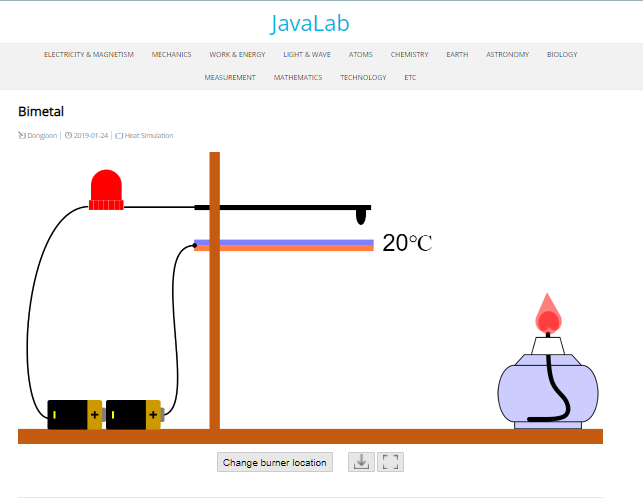 JavaLab
ELECTRICITY & MAGNETISM MECHANICS WORK & ENERGY LIGHT & WAVE ATOMS CHEMISTRY EARTH ASTRONOMY BIOLOGY
MEASUREMENT MATHEMATICS TECHNOLOGY ETC
Bimetal
Dongjoon 2019-01-24 Heat Simulation
20°C
- + - +
Change burner location